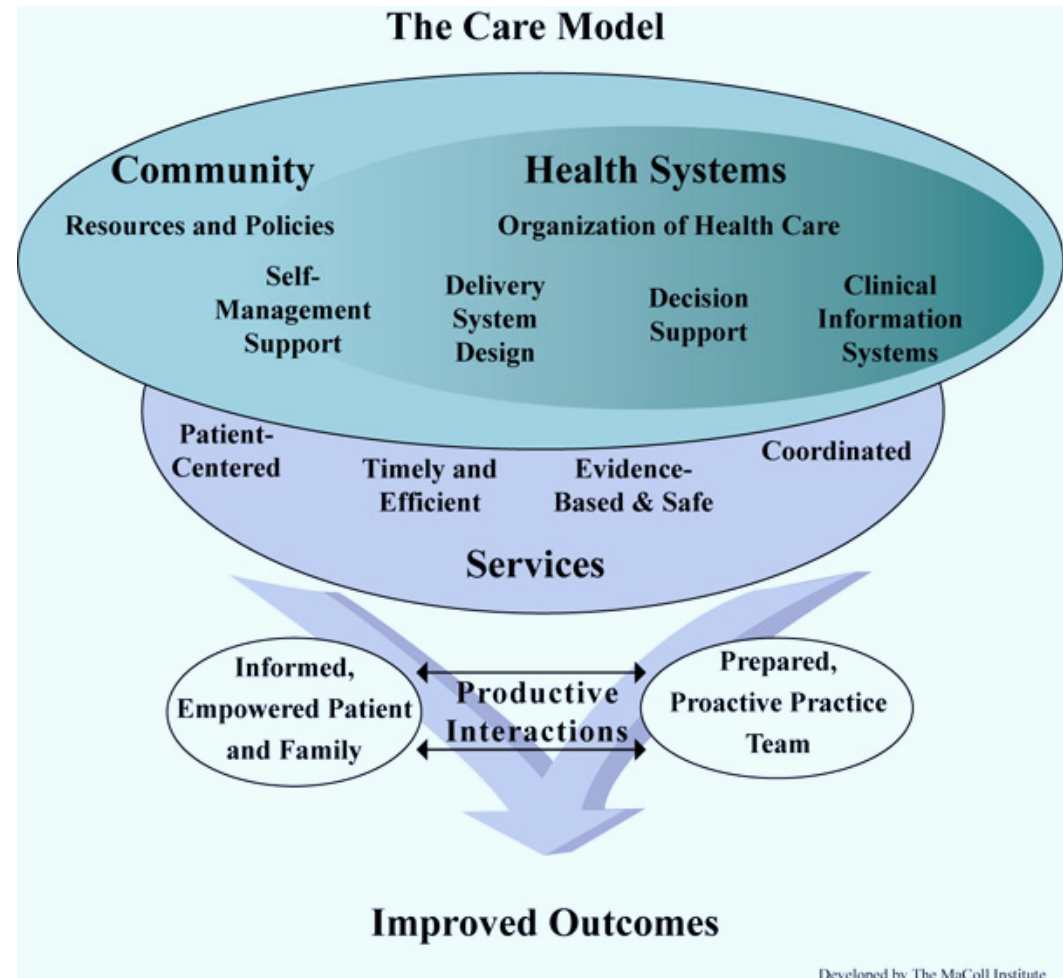 The Care Model
Community
Health Systems
Resources and Policies
Organization of Health Care
Self-
Management
Support
Delivery
System
Design
Decision
Support
Clinical
Information
Systems
Patient-
Centered
Timely and
Efficient
Evidence-
Based & Safe
Coordinated
Services
Informed,
Empowered Patient
and Family
Productive
Interactions
Prepared,
Proactive Practice
Team
Improved Outcomes
Developed by The MaColl Institute